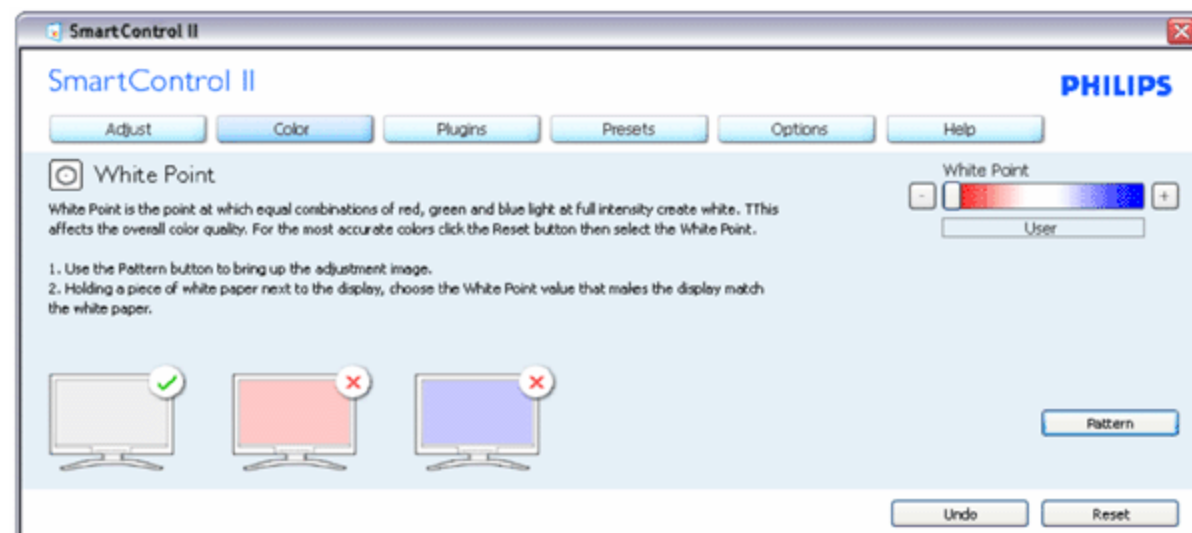 SmartControl II
SmartControl II
PHILIPS
Adjust Color Plugins Presets Options Help
White Point
White Point
- +
User
White Point is the point at which equal combinations of red, green and blue light at full intensity create white. TThis
affects the overall color quality. For the most accurate colors click the Reset button then select the White Point.
1. Use the Pattern button to bring up the adjustment image.
2. Holding a piece of white paper next to the display, choose the White Point value that makes the display match
the white paper.
Pattern
Undo Reset